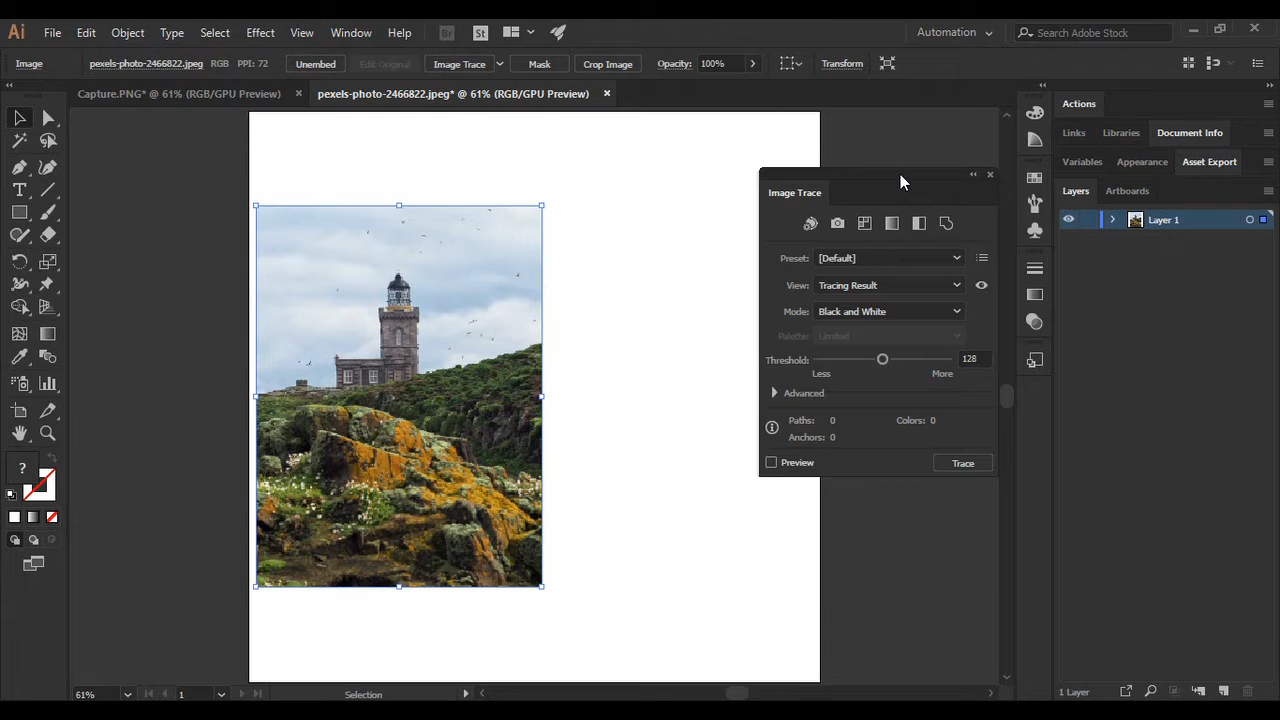 Ai File Edit Object Type Select Effect View Window Help Br St Automation Search Adobe Stock
Image pexels-photo-2466822.jpeg RGB PPI: 72 Unembed Edit Original Image Trace Mask Crop Image Opacity: 100% Transform
Capture.PNG* @ 61% (RGB/GPU Preview) pexels-photo-2466822.jpeg* @ 61% (RGB/GPU Preview)
Actions
Links Libraries Document Info
Variables Appearance Asset Export
Layers Artboards
Layer 1
Image Trace
Preset: [Default]
View: Tracing Result
Mode: Black and White
Palette: Limited
Threshold: 128
Less More
Advanced
Paths: 0 Colors: 0
Anchors: 0
Preview Trace
?
61% 1 Selection 1 Layer